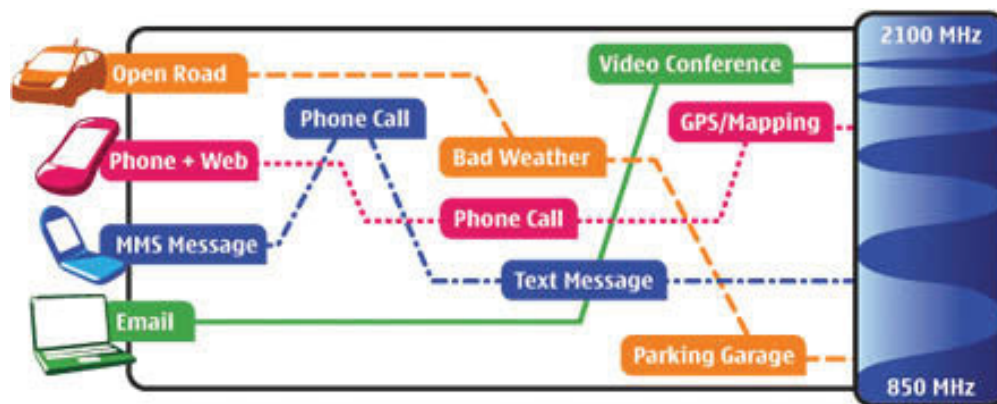 2100 MHz
Open Road
Video Conference
Phone Call
GPS/Mapping
Phone + Web
Bad Weather
Phone Call
MMS Message
Text Message
Email
Parking Garage
850 MHz